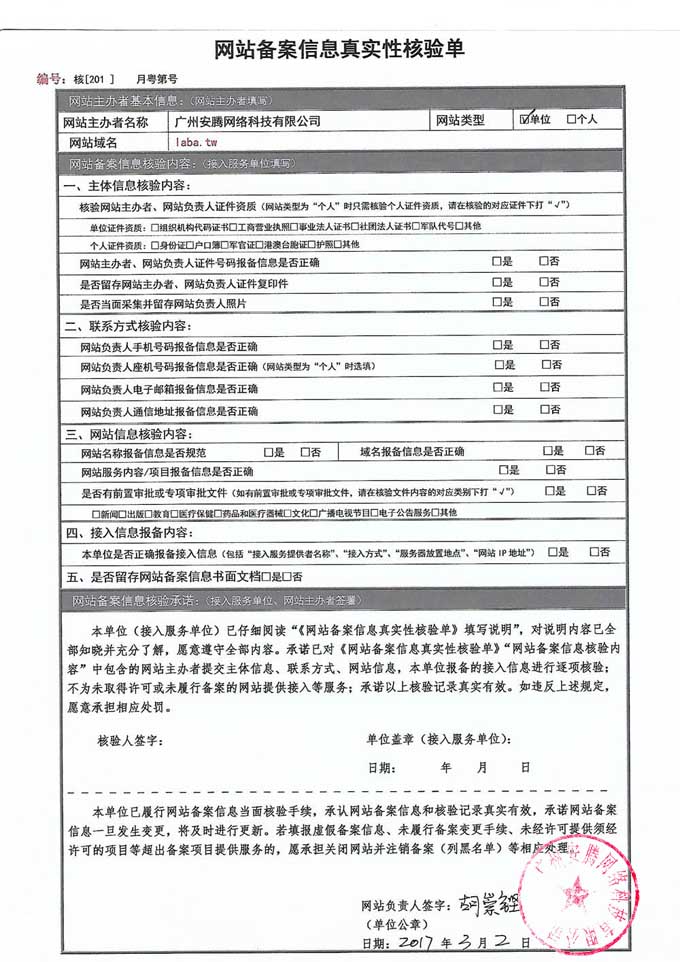 网站备案信息真实性核验单
编号：核[201 ] 月粤第号
网站主办者基本信息：（网站主办者填写）
网站主办者名称 广州安腾网络科技有限公司 网站类型 ☑单位 □个人
网站域名 laba.tw
网站备案信息核验内容：（接入服务单位填写）
一、主体信息核验内容：
核验网站主办者、网站负责人证件资质（网站类型为“个人”时只需核验个人证件资质，请在核验的对应证件下打“√”）
单位证件资质：□组织机构代码证书□工商营业执照□事业法人证书□社团法人证书□军队代号□其他
个人证件资质：□身份证□户口簿□军官证□港澳台胞证□护照□其他
网站主办者、网站负责人证件号码报备信息是否正确 □是 □否
是否留存网站主办者、网站负责人证件复印件 □是 □否
是否当面采集并留存网站负责人照片 □是 □否
二、联系方式核验内容：
网站负责人手机号码报备信息是否正确 □是 □否
网站负责人座机号码报备信息是否正确（网站类型为“个人”时选填） □是 □否
网站负责人电子邮箱报备信息是否正确 □是 □否
网站负责人通信地址报备信息是否正确 □是 □否
三、网站信息核验内容：
网站名称报备信息是否规范 □是 □否 域名报备信息是否正确 □是 □否
网站服务内容/项目报备信息是否正确 □是 □否
是否有前置审批或专项审批文件（如有前置审批或专项审批文件，请在核验文件内容的对应类别下打“√”） □是 □否
□新闻□出版□教育□医疗保健□药品和医疗器械□文化□广播电视节目□电子公告服务□其他
四、接入信息报备内容：
本单位是否正确报备接入信息（包括“接入服务提供者名称”、“接入方式”、“服务器放置地点”、“网站 IP 地址”） □是 □否
五、是否留存网站备案信息书面文档□是□否
网站备案信息核验承诺：（接入服务单位、网站主办者签署）
本单位（接入服务单位）已仔细阅读“《网站备案信息真实性核验单》填写说明”，对说明内容已全
部知晓并充分了解，愿意遵守全部内容。承诺已对《网站备案信息真实性核验单》“网站备案信息核验内
容”中包含的网站主办者提交主体信息、联系方式、网站信息，本单位报备的接入信息进行逐项核验；
不为未取得许可或未履行备案的网站提供接入等服务；承诺以上核验记录真实有效。如违反上述规定，
愿意承担相应处罚。
核验人签字： 单位盖章（接入服务单位）：
日期： 年 月 日
本单位已履行网站备案信息当面核验手续，承认网站备案信息和核验记录真实有效，承诺网站备案
信息一旦发生变更，将及时进行更新。若填报虚假备案信息、未履行备案变更手续、未经许可提供须经
许可的项目等超出备案项目提供服务的，愿承担关闭网站并注销备案（列黑名单）等相应处理。
广州安腾网络科技有限公司
网站负责人签字：胡崇铿
（单位公章）
日期：2017 年 3 月 2 日